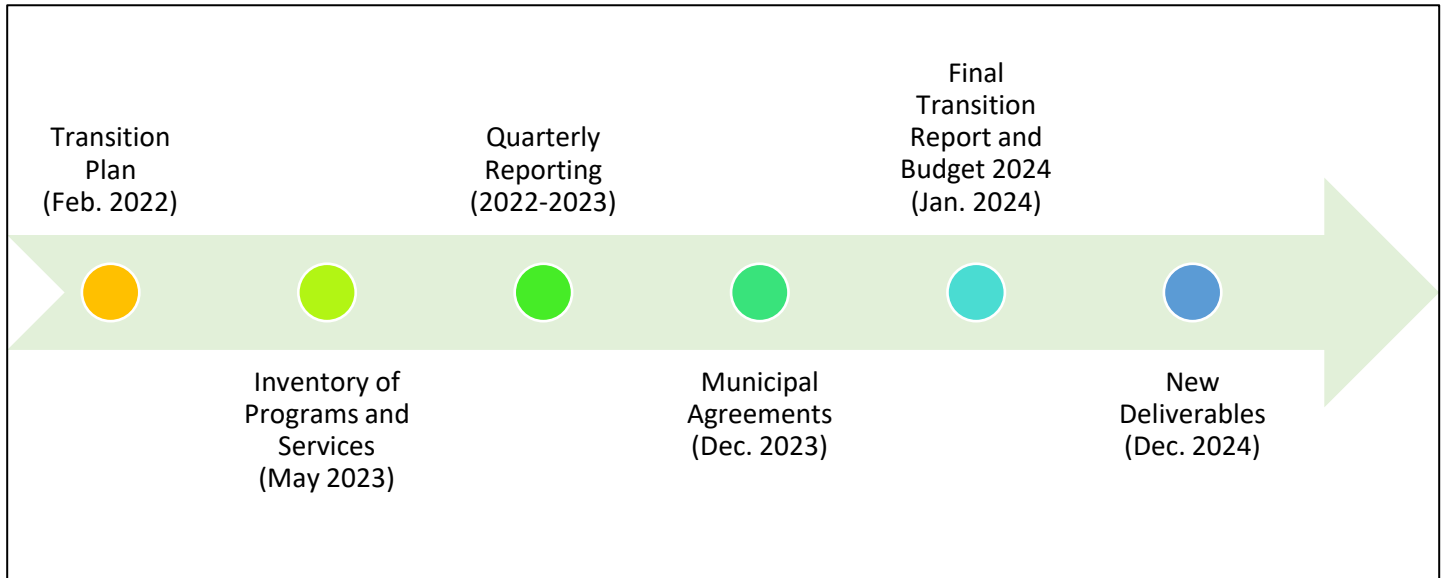 Transition
Plan
(Feb. 2022)
Inventory of
Programs and
Services
(May 2023)
Quarterly
Reporting
(2022-2023)
Municipal
Agreements
(Dec. 2023)
Final
Transition
Report and
Budget 2024
(Jan. 2024)
New
Deliverables
(Dec. 2024)